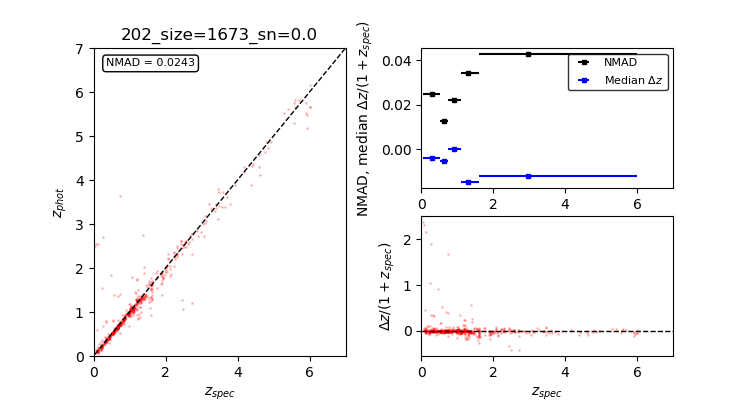 202_size=1673_sn=0.0
NMAD = 0.0243
7
6
5
4
3
2
1
0
z_phot
0 2 4 6
z_spec
NMAD, median Δz/(1 + z_spec)
0.04
0.02
0.00
NMAD
Median Δz
0 2 4 6
Δz/(1 + z_spec)
2
1
0
0 2 4 6
z_spec